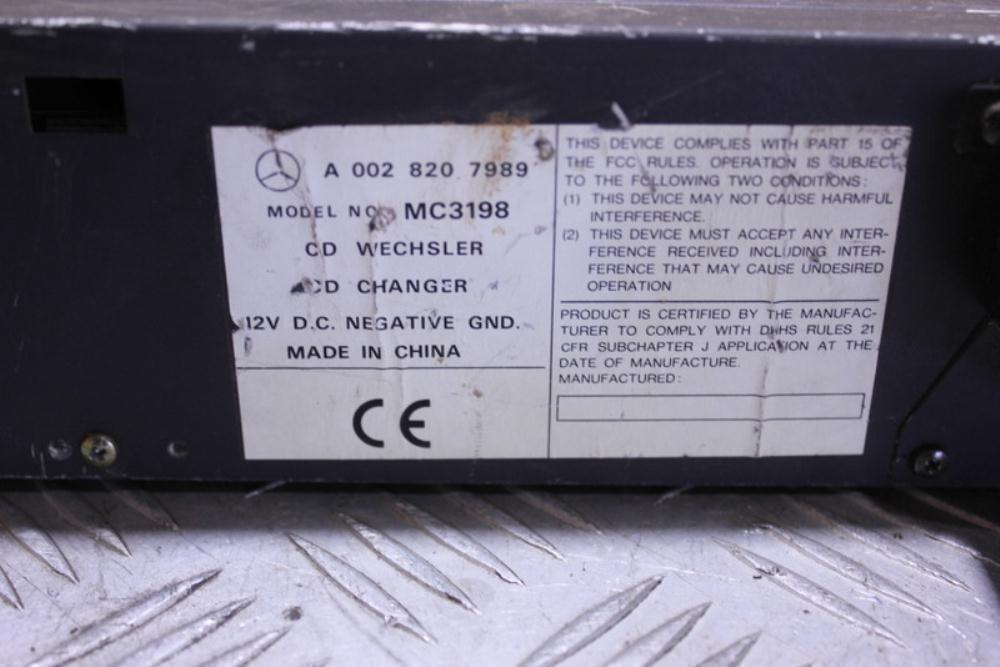 A 002 820 7989
MODEL NO. MC3198
CD WECHSLER
CD CHANGER
12V D.C. NEGATIVE GND.
MADE IN CHINA
CE
THIS DEVICE COMPLIES WITH PART 15 OF
THE FCC RULES. OPERATION IS SUBJECT
TO THE FOLLOWING TWO CONDITIONS:
(1) THIS DEVICE MAY NOT CAUSE HARMFUL
INTERFERENCE.
(2) THIS DEVICE MUST ACCEPT ANY INTER-
FERENCE RECEIVED INCLUDING INTER-
FERENCE THAT MAY CAUSE UNDESIRED
OPERATION
PRODUCT IS CERTIFIED BY THE MANUFAC-
TURER TO COMPLY WITH DHHS RULES 21
CFR SUBCHAPTER J APPLICATION AT THE
DATE OF MANUFACTURE.
MANUFACTURED: